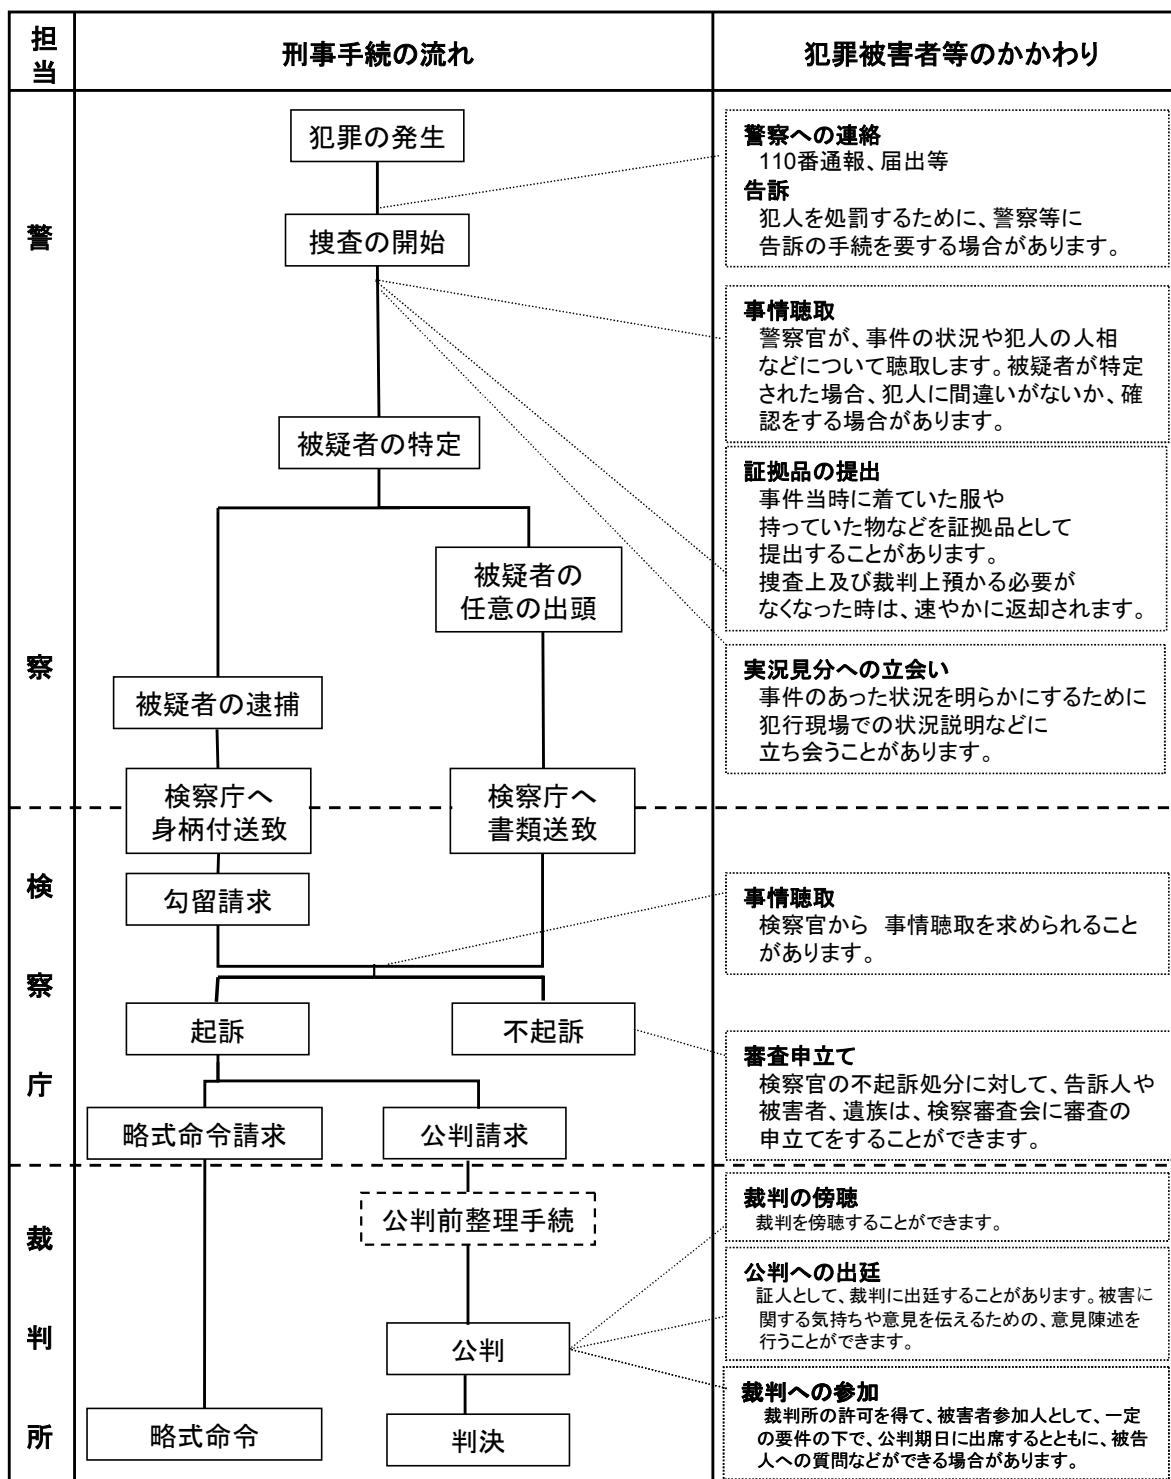 担当
刑事手続の流れ
犯罪被害者等のかかわり
警察
犯罪の発生
捜査の開始
被疑者の特定
被疑者の
任意の出頭
被疑者の逮捕
検察庁へ
身柄付送致
検察庁へ
書類送致
警察への連絡
110番通報、届出等
告訴
犯人を処罰するために、警察等に
告訴の手続を要する場合があります。
事情聴取
警察官が、事件の状況や犯人の人相
などについて聴取します。被疑者が特定
された場合、犯人に間違いがないか、確
認をする場合があります。
証拠品の提出
事件当時に着ていた服や
持っていた物などを証拠品として
提出することがあります。
捜査上及び裁判上預かる必要が
なくなった時は、速やかに返却されます。
実況見分への立会い
事件のあった状況を明らかにするために
犯行現場での状況説明などに
立ち会うことがあります。
検察庁
勾留請求
起訴
不起訴
略式命令請求
公判請求
事情聴取
検察官から 事情聴取を求められること
があります。
審査申立て
検察官の不起訴処分に対して、告訴人や
被害者、遺族は、検察審査会に審査の
申立てをすることができます。
裁判所
公判前整理手続
公判
略式命令
判決
裁判の傍聴
裁判を傍聴することができます。
公判への出廷
証人として、裁判に出廷することがあります。被害に
関する気持ちや意見を伝えるための、意見陳述を
行うことができます。
裁判への参加
裁判所の許可を得て、被害者参加人として、一定
の要件の下で、公判期日に出席するとともに、被告
人への質問などができる場合があります。